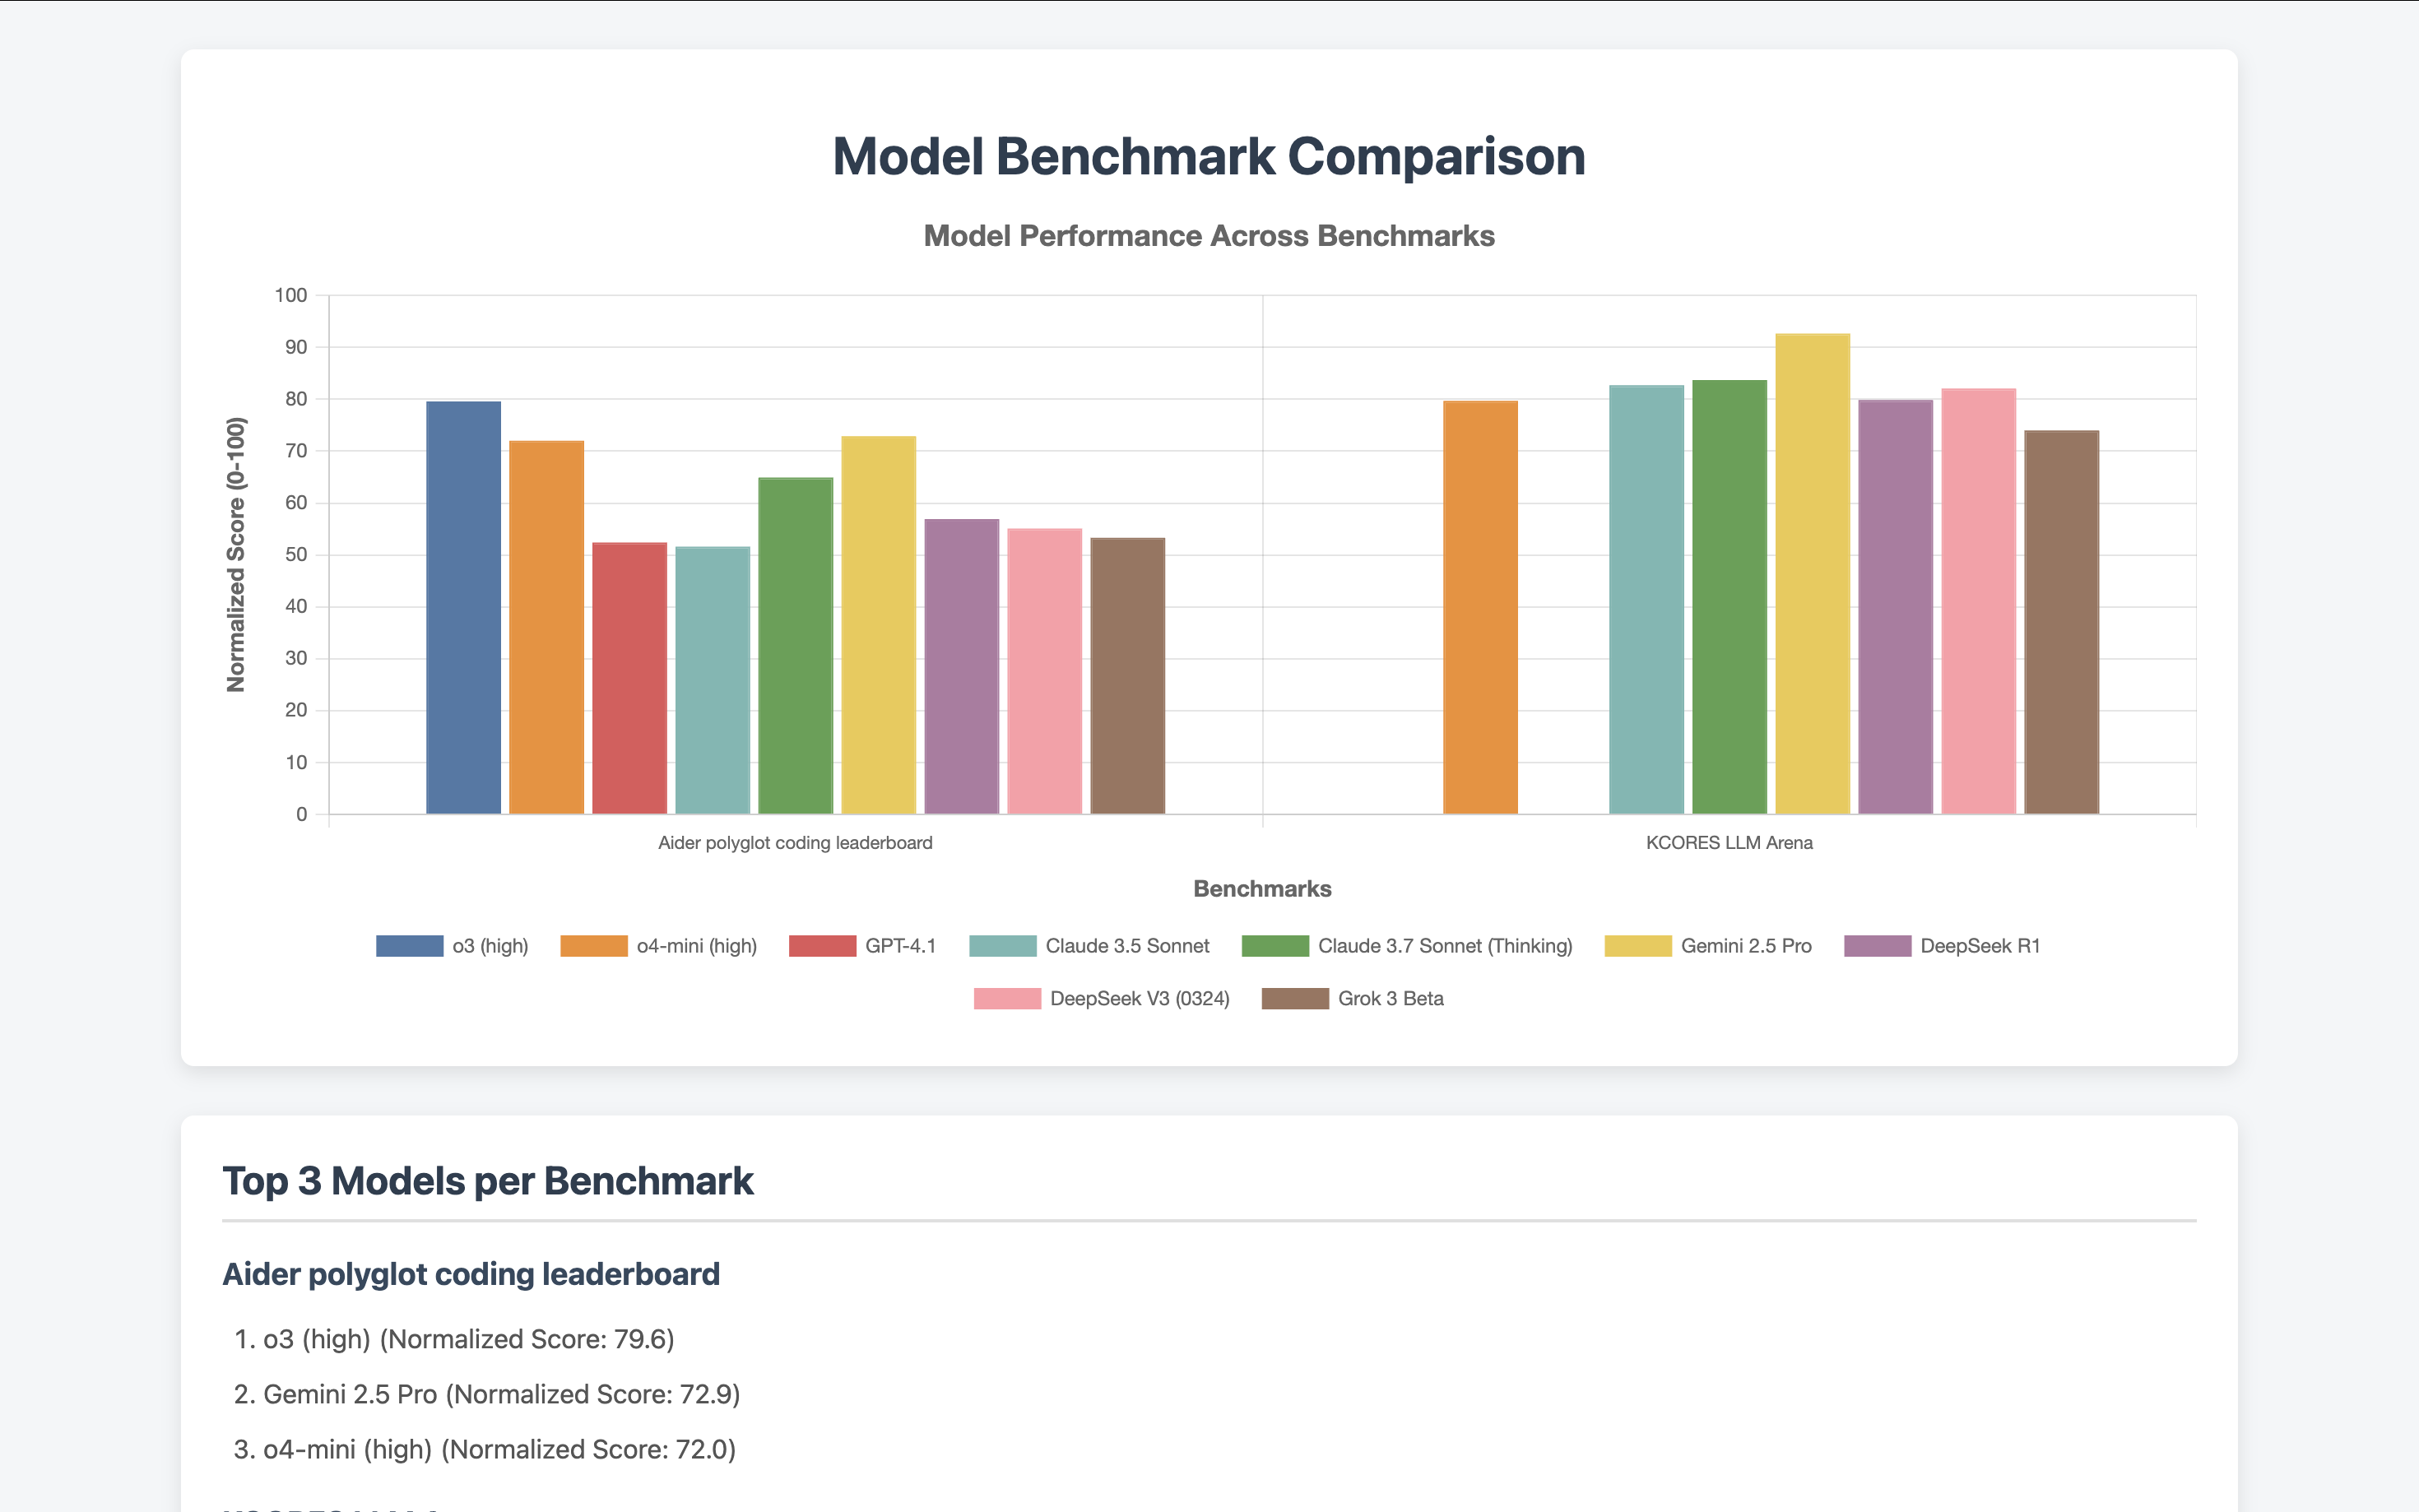 Model Benchmark Comparison
Model Performance Across Benchmarks
Normalized Score (0-100)
100
90
80
70
60
50
40
30
20
10
0
Aider polyglot coding leaderboard
KCORES LLM Arena
Benchmarks
o3 (high) o4-mini (high) GPT-4.1 Claude 3.5 Sonnet Claude 3.7 Sonnet (Thinking) Gemini 2.5 Pro DeepSeek R1
DeepSeek V3 (0324) Grok 3 Beta
Top 3 Models per Benchmark
Aider polyglot coding leaderboard
1. o3 (high) (Normalized Score: 79.6)
2. Gemini 2.5 Pro (Normalized Score: 72.9)
3. o4-mini (high) (Normalized Score: 72.0)